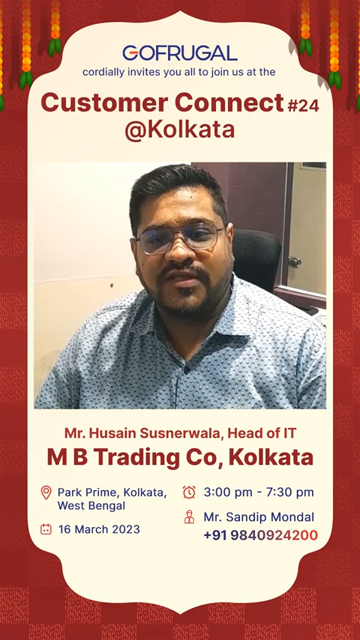 GOFRUGAL
cordially invites you all to join us at the
Customer Connect #24
@Kolkata
Mr. Husain Susnerwala, Head of IT
M B Trading Co, Kolkata
Park Prime, Kolkata,
West Bengal
16 March 2023
3:00 pm - 7:30 pm
Mr. Sandip Mondal
+91 9840924200